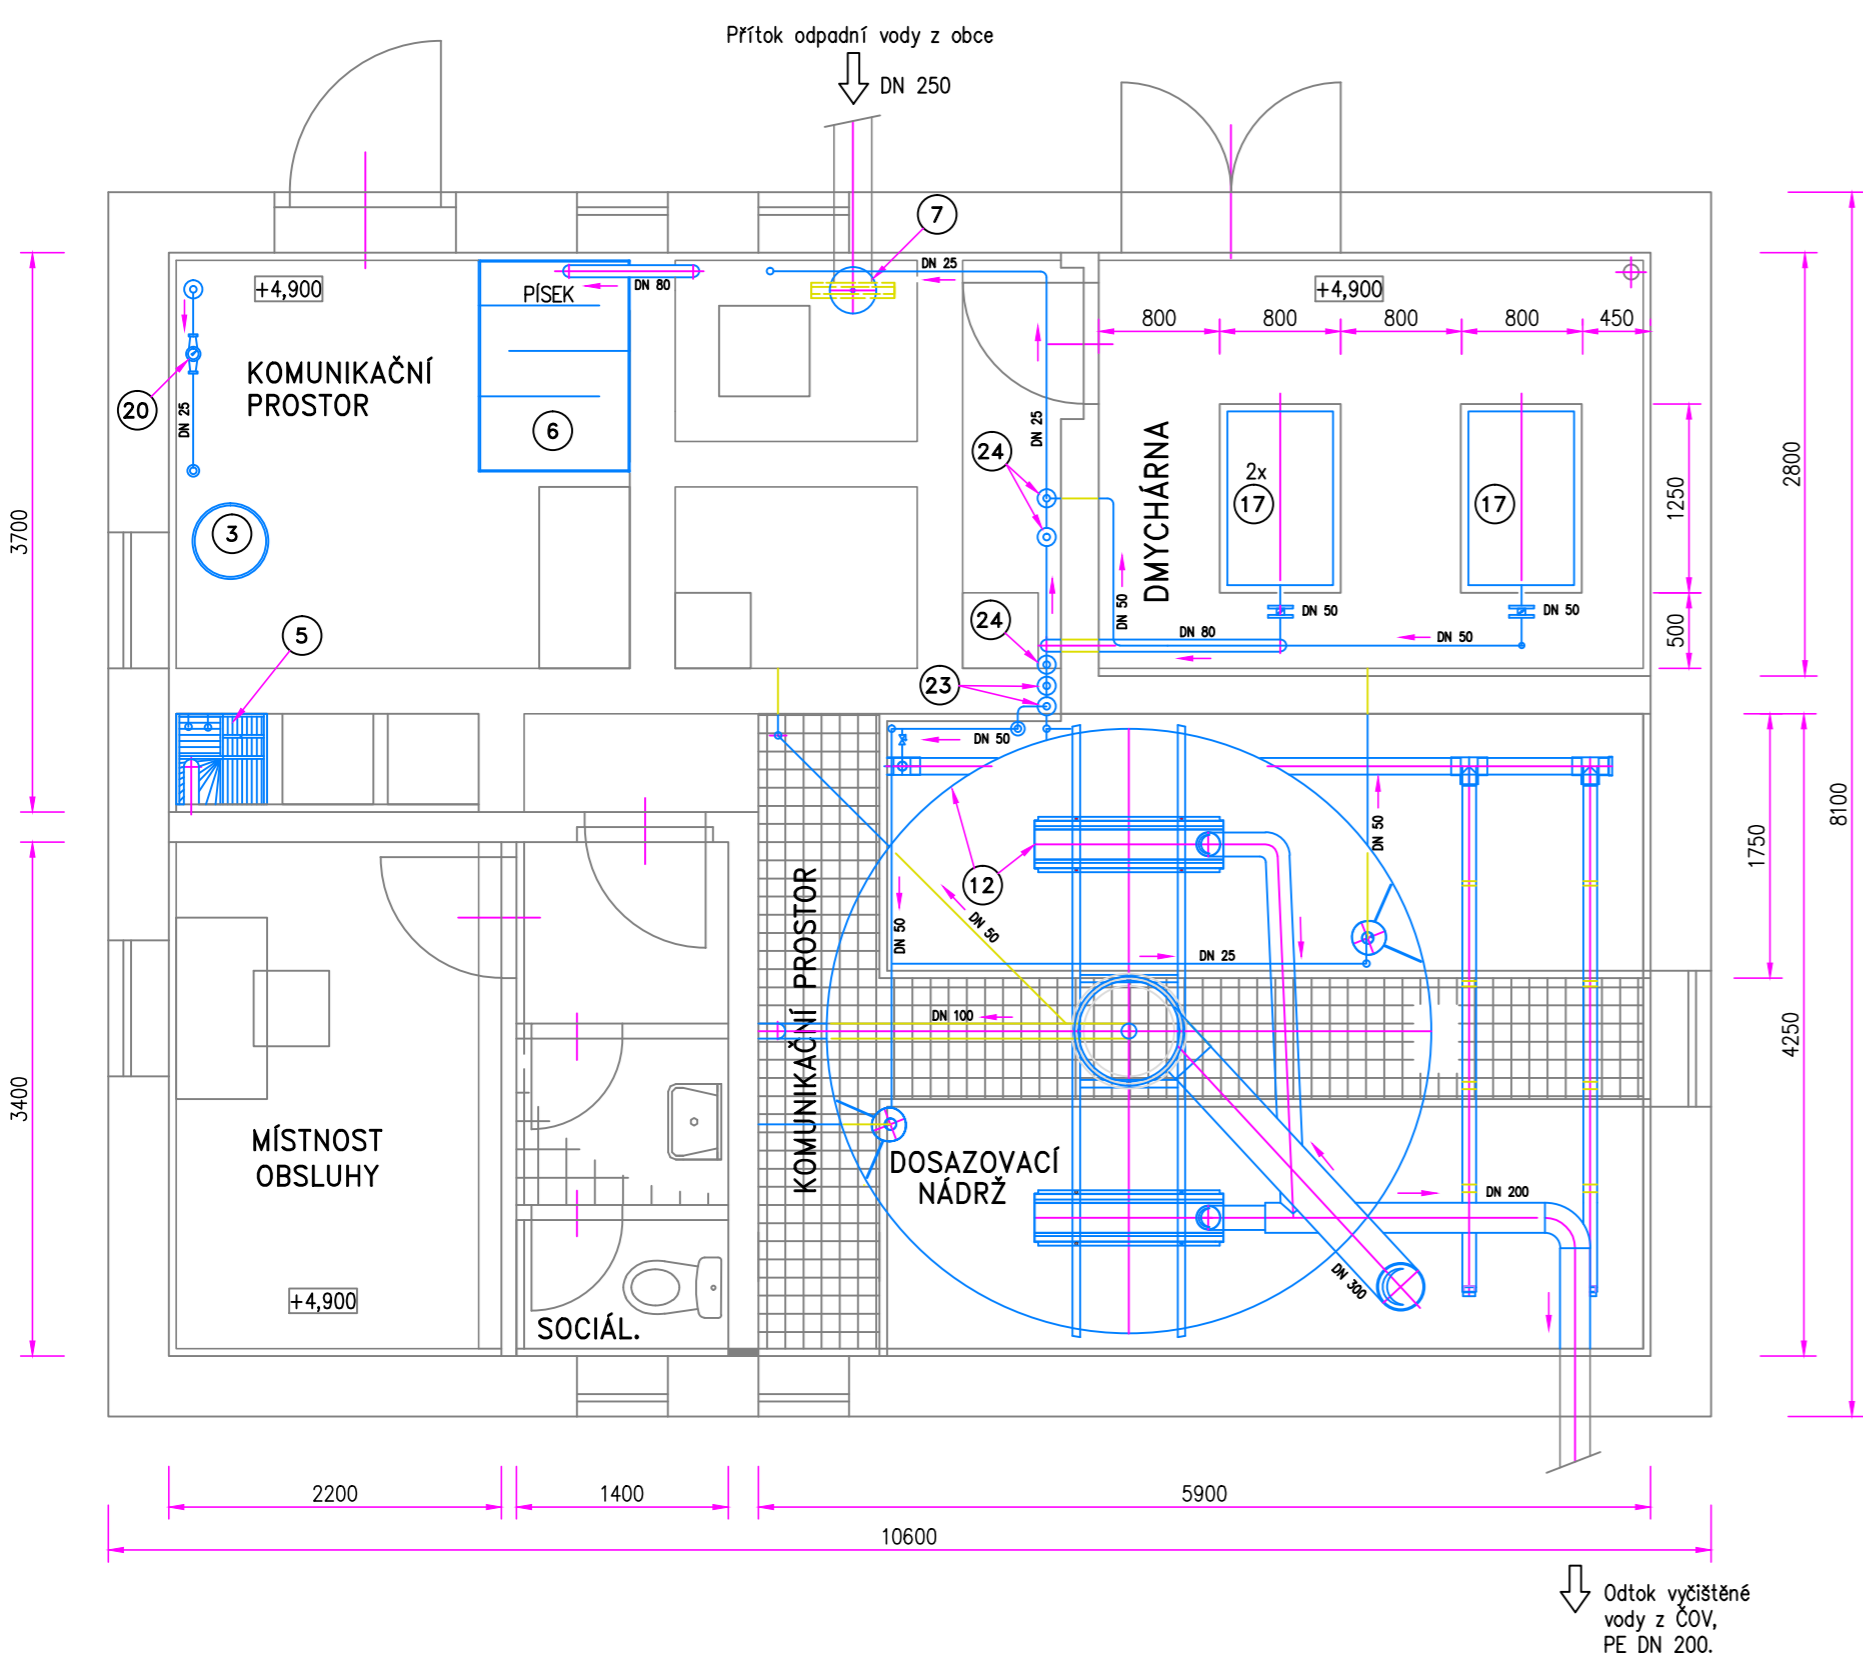 Přítok odpadní vody z obce
DN 250
7
+4,900
PÍSEK
DN 80
DN 25
+4,900
800
800
800
800
450
KOMUNIKAČNÍ
PROSTOR
20
DN 25
6
24
DN 25
DMYCHÁRNA
2x
17
17
1250
2800
3700
3
5
24
23
DN 50
DN 80
DN 50
DN 50
DN 50
500
DN 50
12
DN 50
DN 50
DN 50
DN 25
1750
8100
4250
KOMUNIKAČNÍ PROSTOR
DN 100
3400
MÍSTNOST
OBSLUHY
DOSAZOVACÍ
NÁDRŽ
DN 200
DN 300
+4,900
SOCIÁL.
2200
1400
5900
10600
Odtok vyčištěné
vody z ČOV,
PE DN 200.